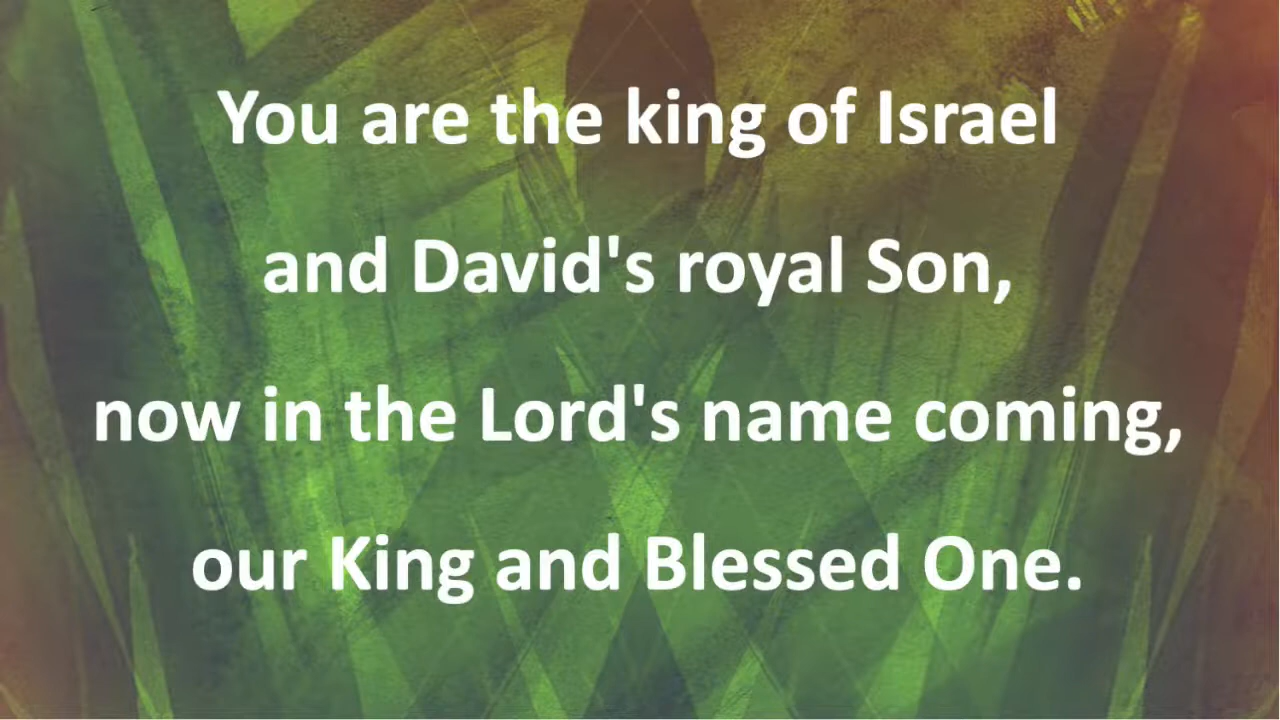 You are the king of Israel
and David's royal Son,
now in the Lord's name coming,
our King and Blessed One.